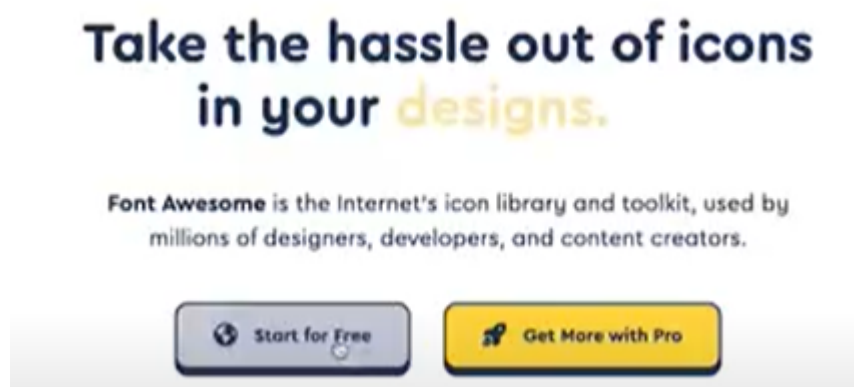 Take the hassle out of icons
in your designs.
Font Awesome is the Internet's icon library and toolkit, used by
millions of designers, developers, and content creators.
Start for Free
Get More with Pro